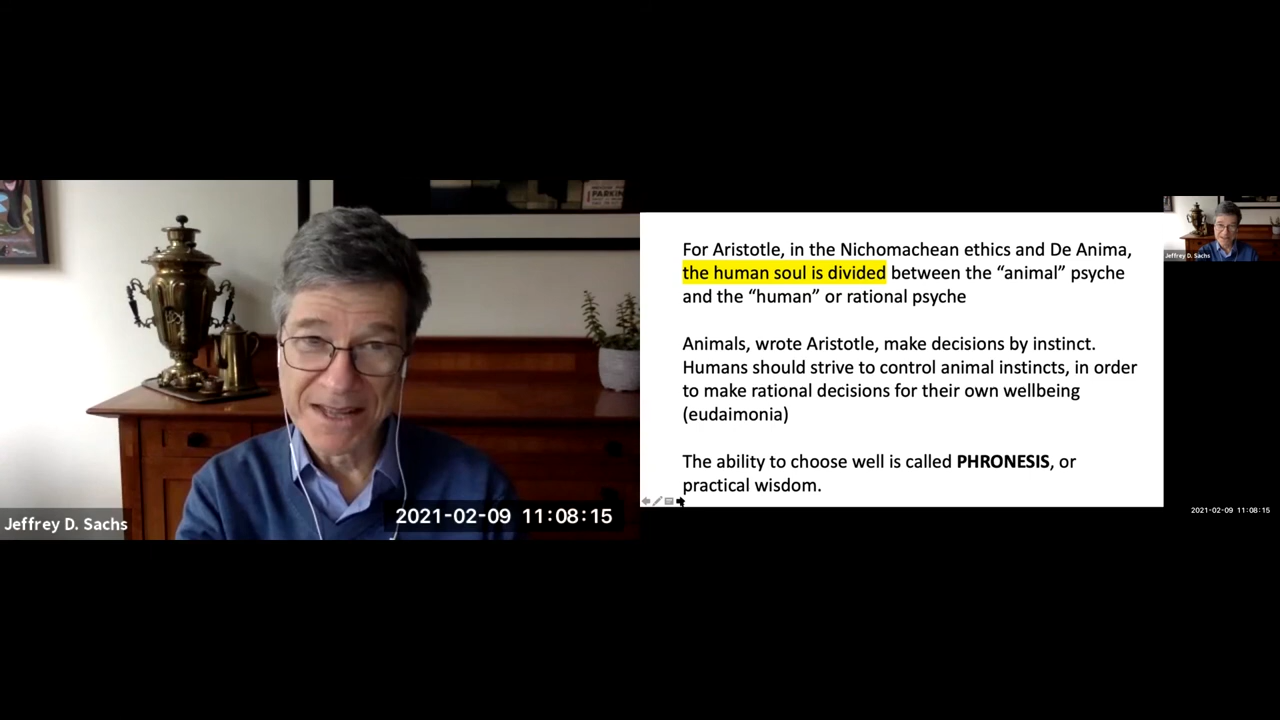 PARKIN
Jeffrey D. Sachs
2021-02-09 11:08:15
For Aristotle, in the Nichomachean ethics and De Anima,
the human soul is divided between the “animal” psyche
and the “human” or rational psyche
Animals, wrote Aristotle, make decisions by instinct.
Humans should strive to control animal instincts, in order
to make rational decisions for their own wellbeing
(eudaimonia)
The ability to choose well is called PHRONESIS, or
practical wisdom.
Jeffrey D. Sachs
2021-02-09 11:08:15